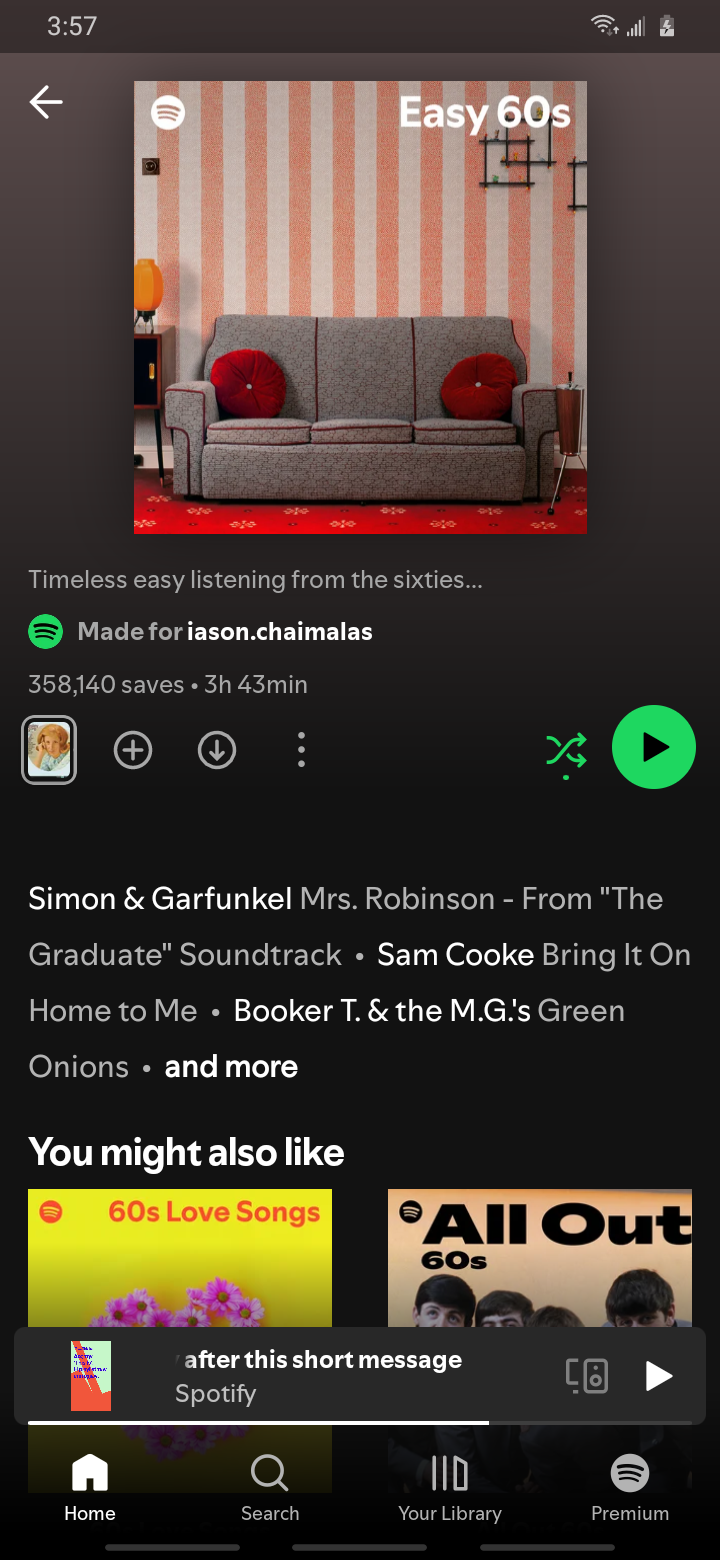 3:57
Easy 60s
Timeless easy listening from the sixties...
Made for iason.chaimalas
358,140 saves • 3h 43min
Simon & Garfunkel Mrs. Robinson - From "The
Graduate" Soundtrack • Sam Cooke Bring It On
Home to Me • Booker T. & the M.G.'s Green
Onions • and more
You might also like
60s Love Songs
All Out
60s
after this short message
Spotify
Home
Search
Your Library
Premium